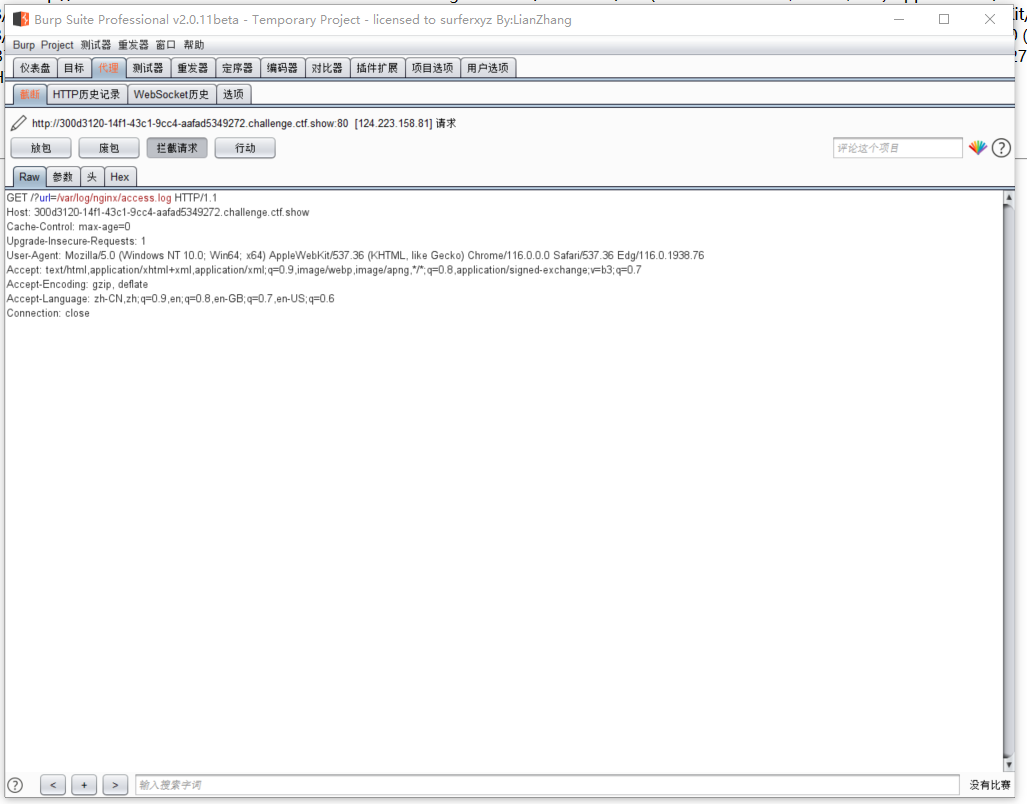 Burp Suite Professional v2.0.11beta - Temporary Project - licensed to surferxyz By:LianZhang
Burp Project 测试器 重发器 窗口 帮助
仪表盘 目标 代理 测试器 重发器 定序器 编码器 对比器 插件扩展 项目选项 用户选项
截断 HTTP历史记录 WebSocket历史 选项
http://300d3120-14f1-43c1-9cc4-aafad5349272.challenge.ctf.show:80 [124.223.158.81] 请求
放包 废包 拦截请求 行动 评论这个项目
Raw 参数 头 Hex
GET /?url=/var/log/nginx/access.log HTTP/1.1
Host: 300d3120-14f1-43c1-9cc4-aafad5349272.challenge.ctf.show
Cache-Control: max-age=0
Upgrade-Insecure-Requests: 1
User-Agent: Mozilla/5.0 (Windows NT 10.0; Win64; x64) AppleWebKit/537.36 (KHTML, like Gecko) Chrome/116.0.0.0 Safari/537.36 Edg/116.0.1938.76
Accept: text/html,application/xhtml+xml,application/xml;q=0.9,image/webp,image/apng,*/*;q=0.8,application/signed-exchange;v=b3;q=0.7
Accept-Encoding: gzip, deflate
Accept-Language: zh-CN,zh;q=0.9,en;q=0.8,en-GB;q=0.7,en-US;q=0.6
Connection: close
? < + > 输入搜索字词 没有比赛